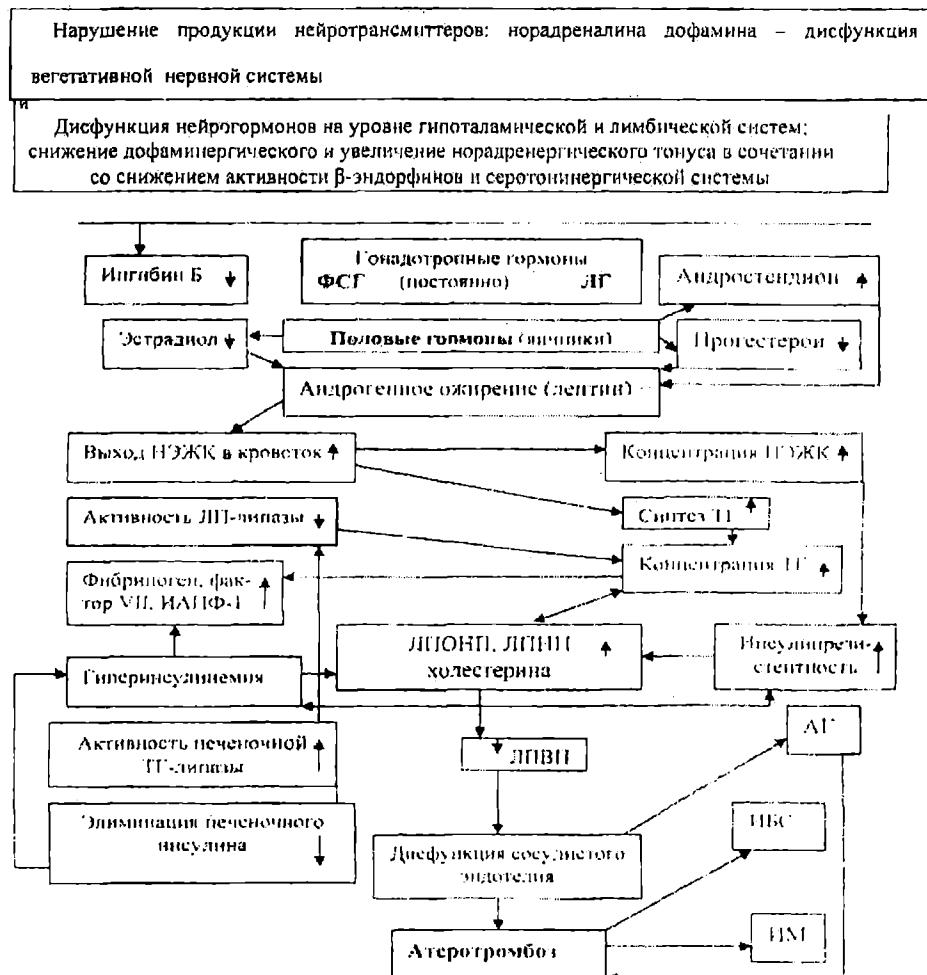 Нарушение продукции нейротрансмиттеров: норадреналина дофамина – дисфункция
вегетативной нервной системы
и
Дисфункция нейрогормонов на уровне гипоталамической и лимбической систем;
снижение дофаминергического и увеличение норадренергического тонуса в сочетании
со снижением активности β-эндорфинов и серотонинергической системы
Ингибин Б
Гонадотропные гормоны
ФСГ (постоянно) ЛГ
Андростендион
Эстрадиол
Половые гормоны (яичники)
Прогестерон
Андрогенное ожирение (лептин)
Выход НЭЖК в кровоток
Концентрация НЭЖК
Активность ЛП-липазы
Синтез ТГ
Фибриноген, фак-
тор VII, ИАПФ-1
Концентрация ТГ
ЛПОНП, ЛПНП
холестерина
Инсулинрези-
стентность
Гиперинсулинемия
АГ
Активность печеночной
ТГ-липазы
ЛПВП
Элиминация печеночного
инсулина
ИБС
Дисфункция сосудистого
эндотелия
Атеротромбоз
ИМ